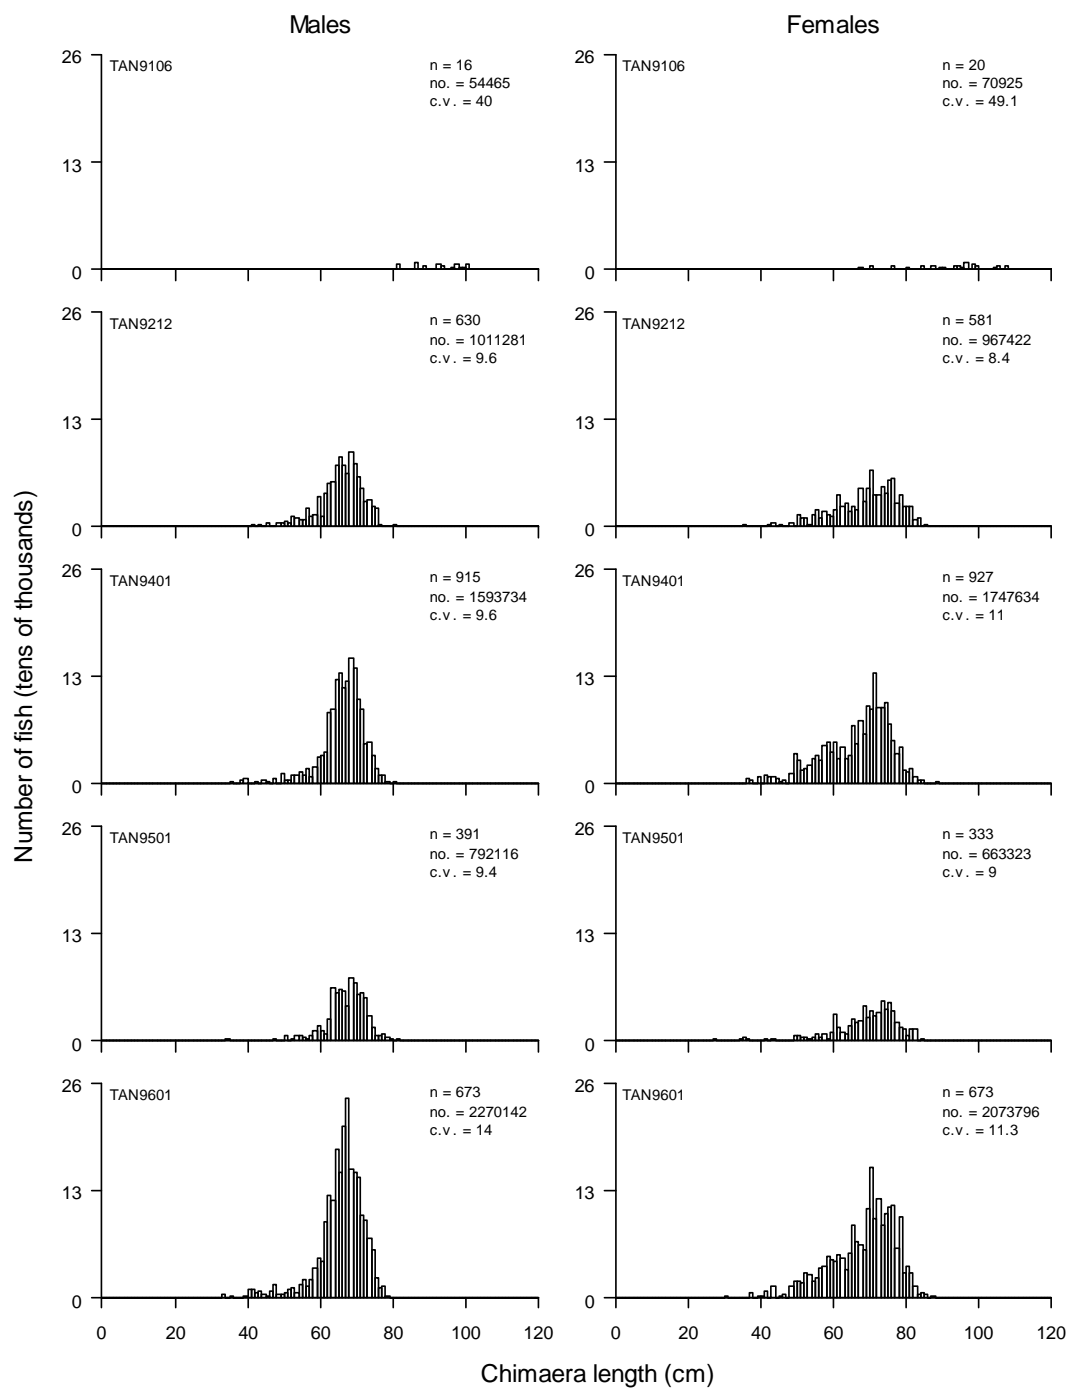 Males
Females
Number of fish (tens of thousands)
26
13
0
TAN9106
n = 16
no. = 54465
c.v. = 40
26
13
0
TAN9106
n = 20
no. = 70925
c.v. = 49.1
26
13
0
TAN9212
n = 630
no. = 1011281
c.v. = 9.6
26
13
0
TAN9212
n = 581
no. = 967422
c.v. = 8.4
26
13
0
TAN9401
n = 915
no. = 1593734
c.v. = 9.6
26
13
0
TAN9401
n = 927
no. = 1747634
c.v. = 11
26
13
0
TAN9501
n = 391
no. = 792116
c.v. = 9.4
26
13
0
TAN9501
n = 333
no. = 663323
c.v. = 9
26
13
0
TAN9601
n = 673
no. = 2270142
c.v. = 14
26
13
0
TAN9601
n = 673
no. = 2073796
c.v. = 11.3
0 20 40 60 80 100 120
0 20 40 60 80 100 120
Chimaera length (cm)